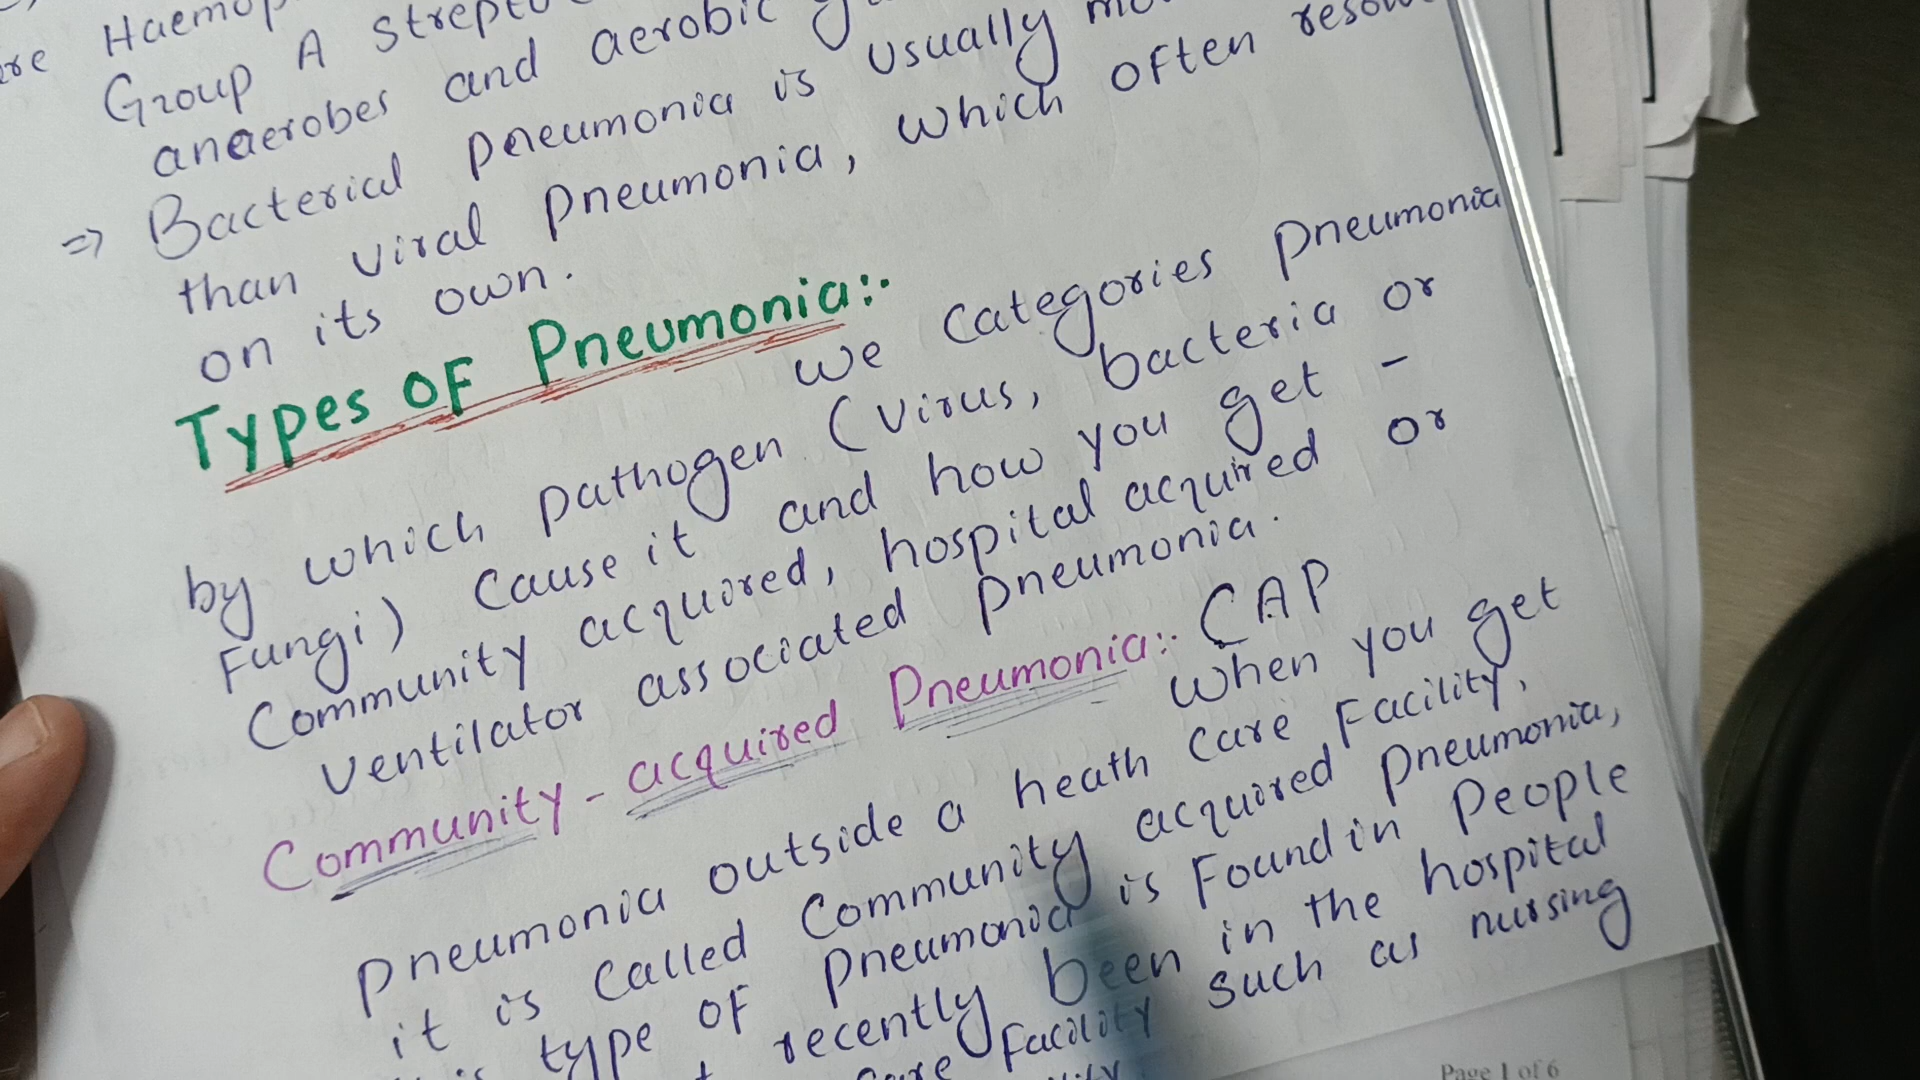 Group A
anaerobes and aerobic
=> Bacterial pneumonia is usually
than viral pneumonia, which often
on its own.
Types of Pneumonia:-
we categories pneumonia
by which pathogen (virus, bacteria or
Fungi) cause it and how you get -
Community acquired, hospital acquired or
ventilator associated pneumonia.
Community-acquired Pneumonia:- CAP
when you get
pneumonia outside a heath care facility,
it is called community acquired pneumonia,
type of pneumonia is found in people
recently been in the hospital
care facility such as nursing
Page 1 of 6